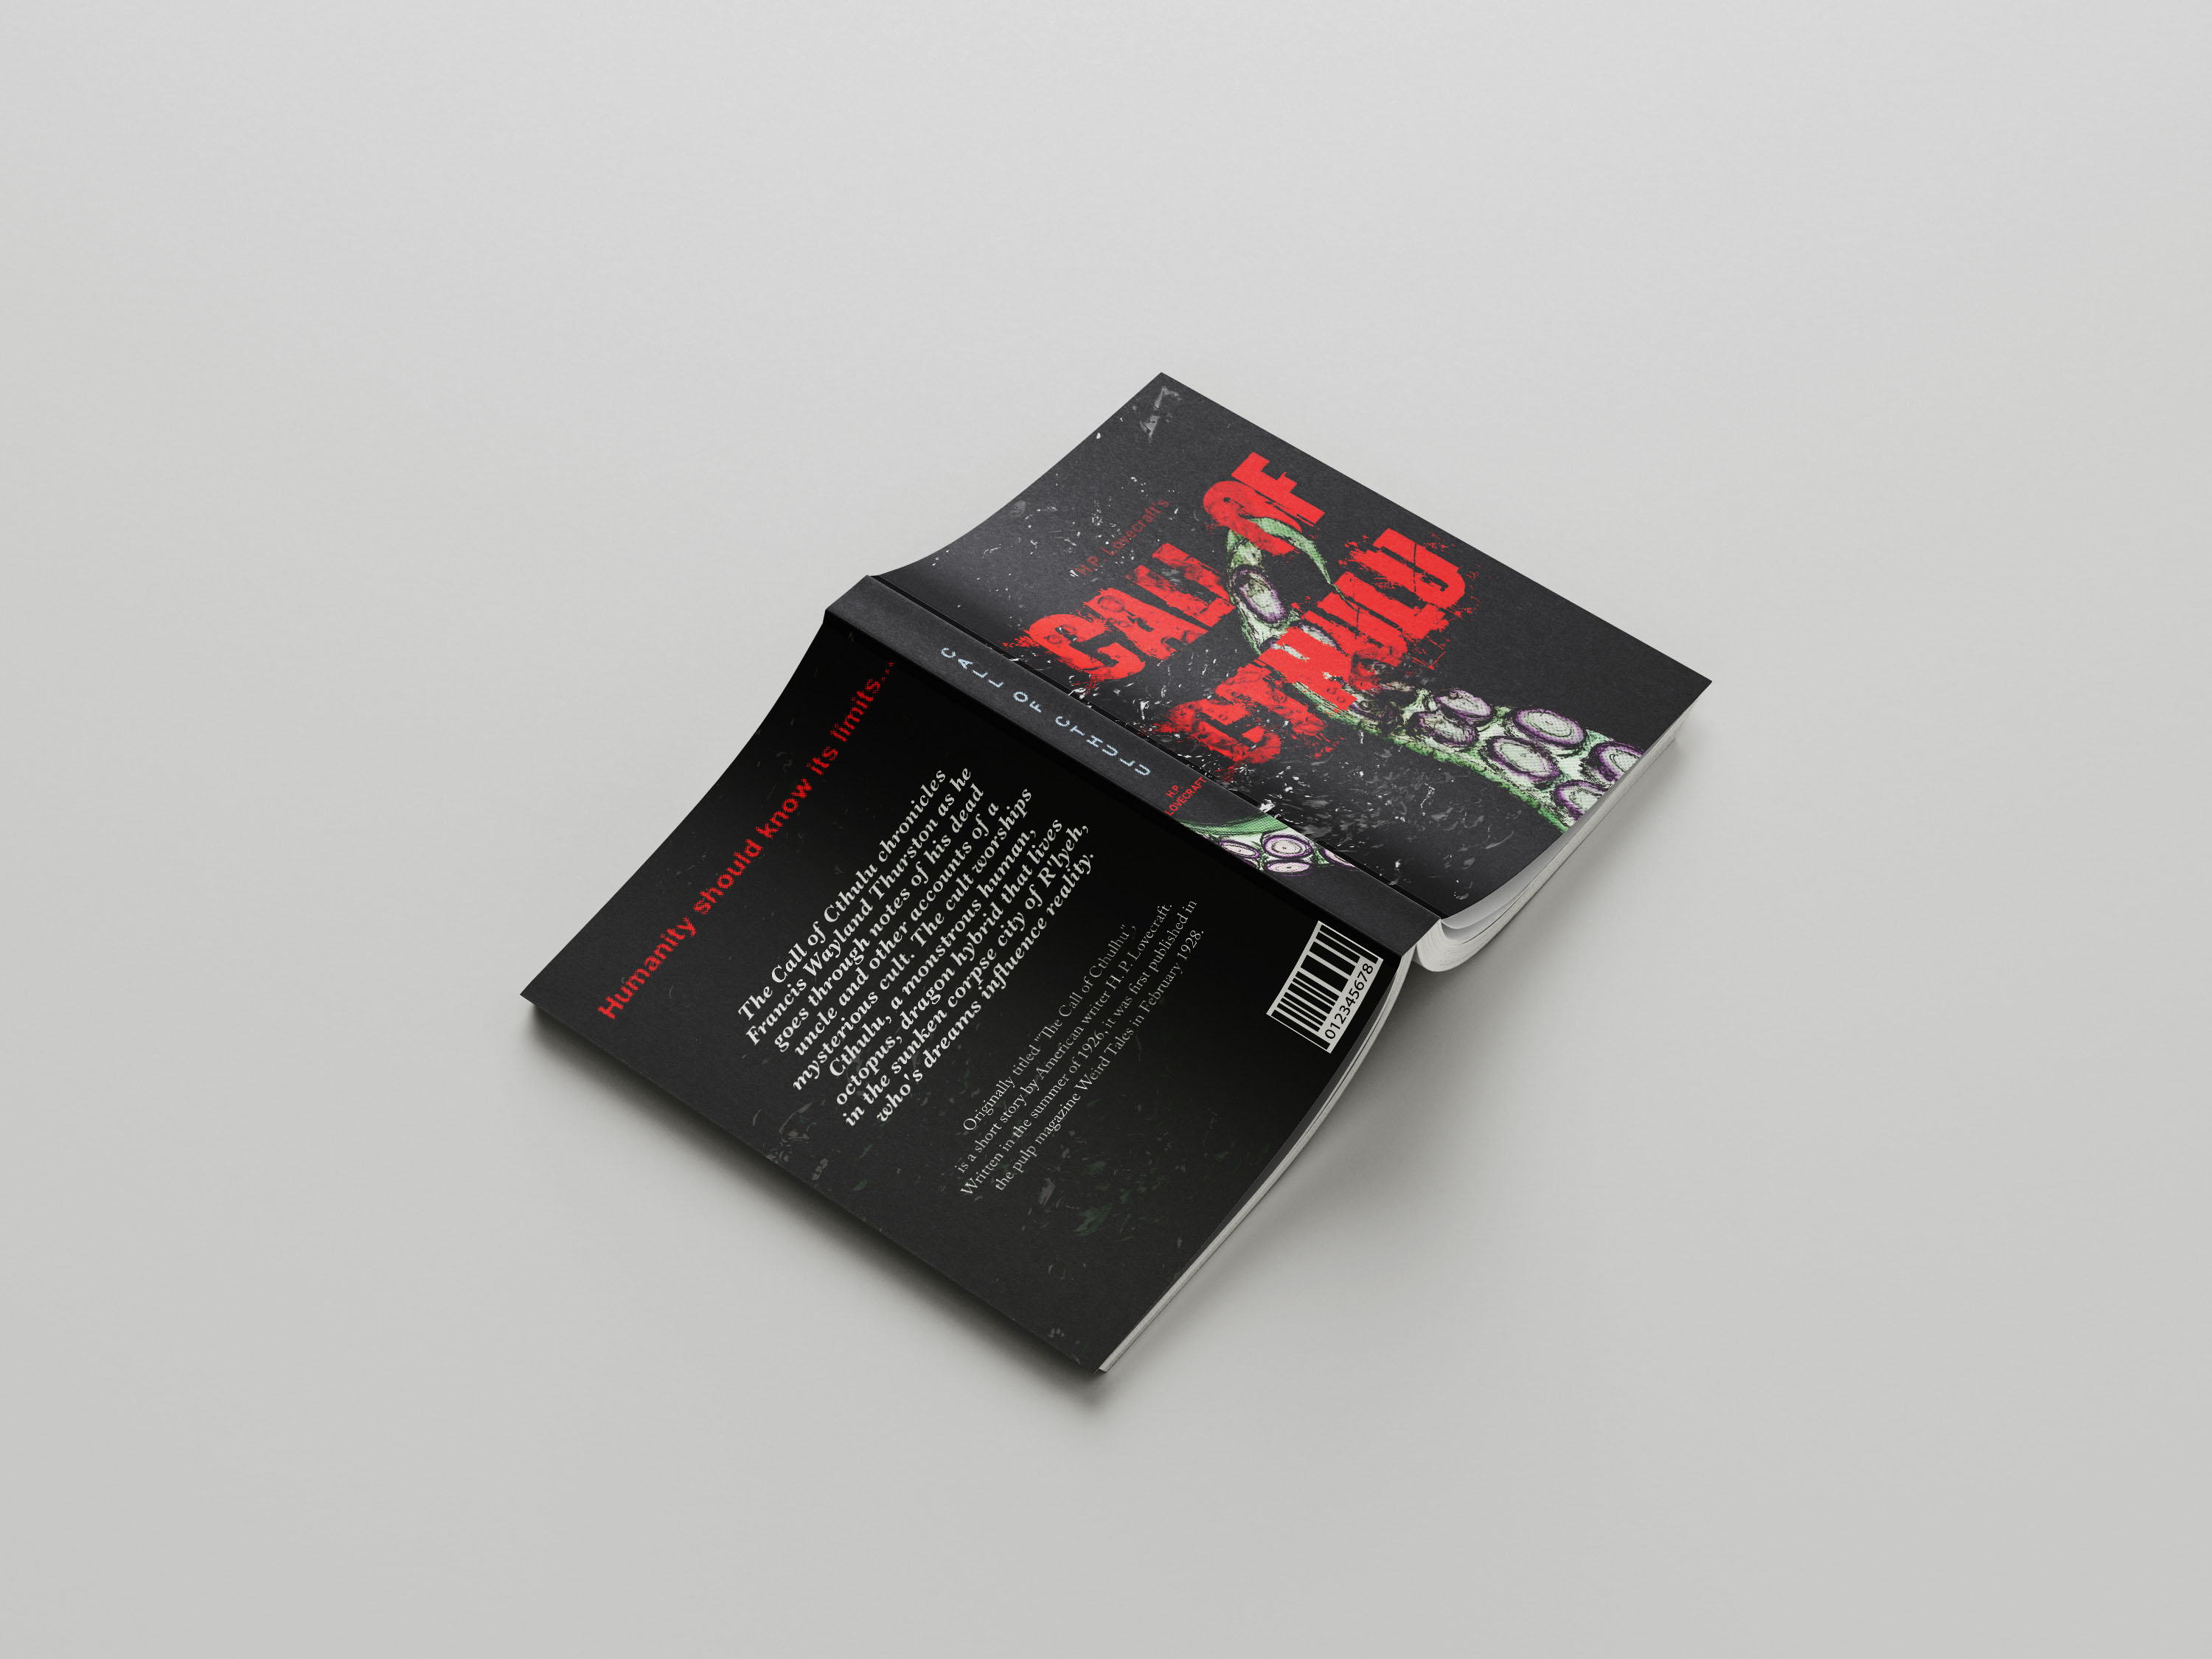 "H.P. Lovecraft's
CALL OF
CTHULU
CALL OF CTHULU
H.P.
LOVECRAFT
Humanity should know its limits...
The Call of Cthulu chronicles
Francis Wayland Thurston as he
goes through notes of his dead
uncle and other accounts of a
mysterious cult. The cult worships
Cthulu, a monstrous human,
octopus, dragon hybrid that lives
in the sunken corpse city of R'lyeh,
who's dreams influence reality.
Originally titled "The Call of Cthulhu",
is a short story by American writer H. P. Lovecraft.
Written in the summer of 1926, it was first published in
the pulp magazine Weird Tales in February 1928.
012345678